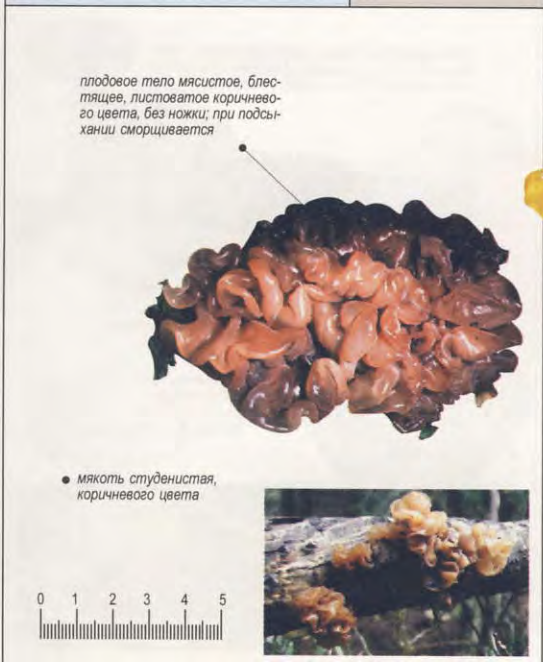 плодовое тело мясистое, блес-
тящее, листоватое коричнево-
го цвета, без ножки; при подсы-
хании сморщивается
мякоть студенистая,
коричневого цвета
0 1 2 3 4 5